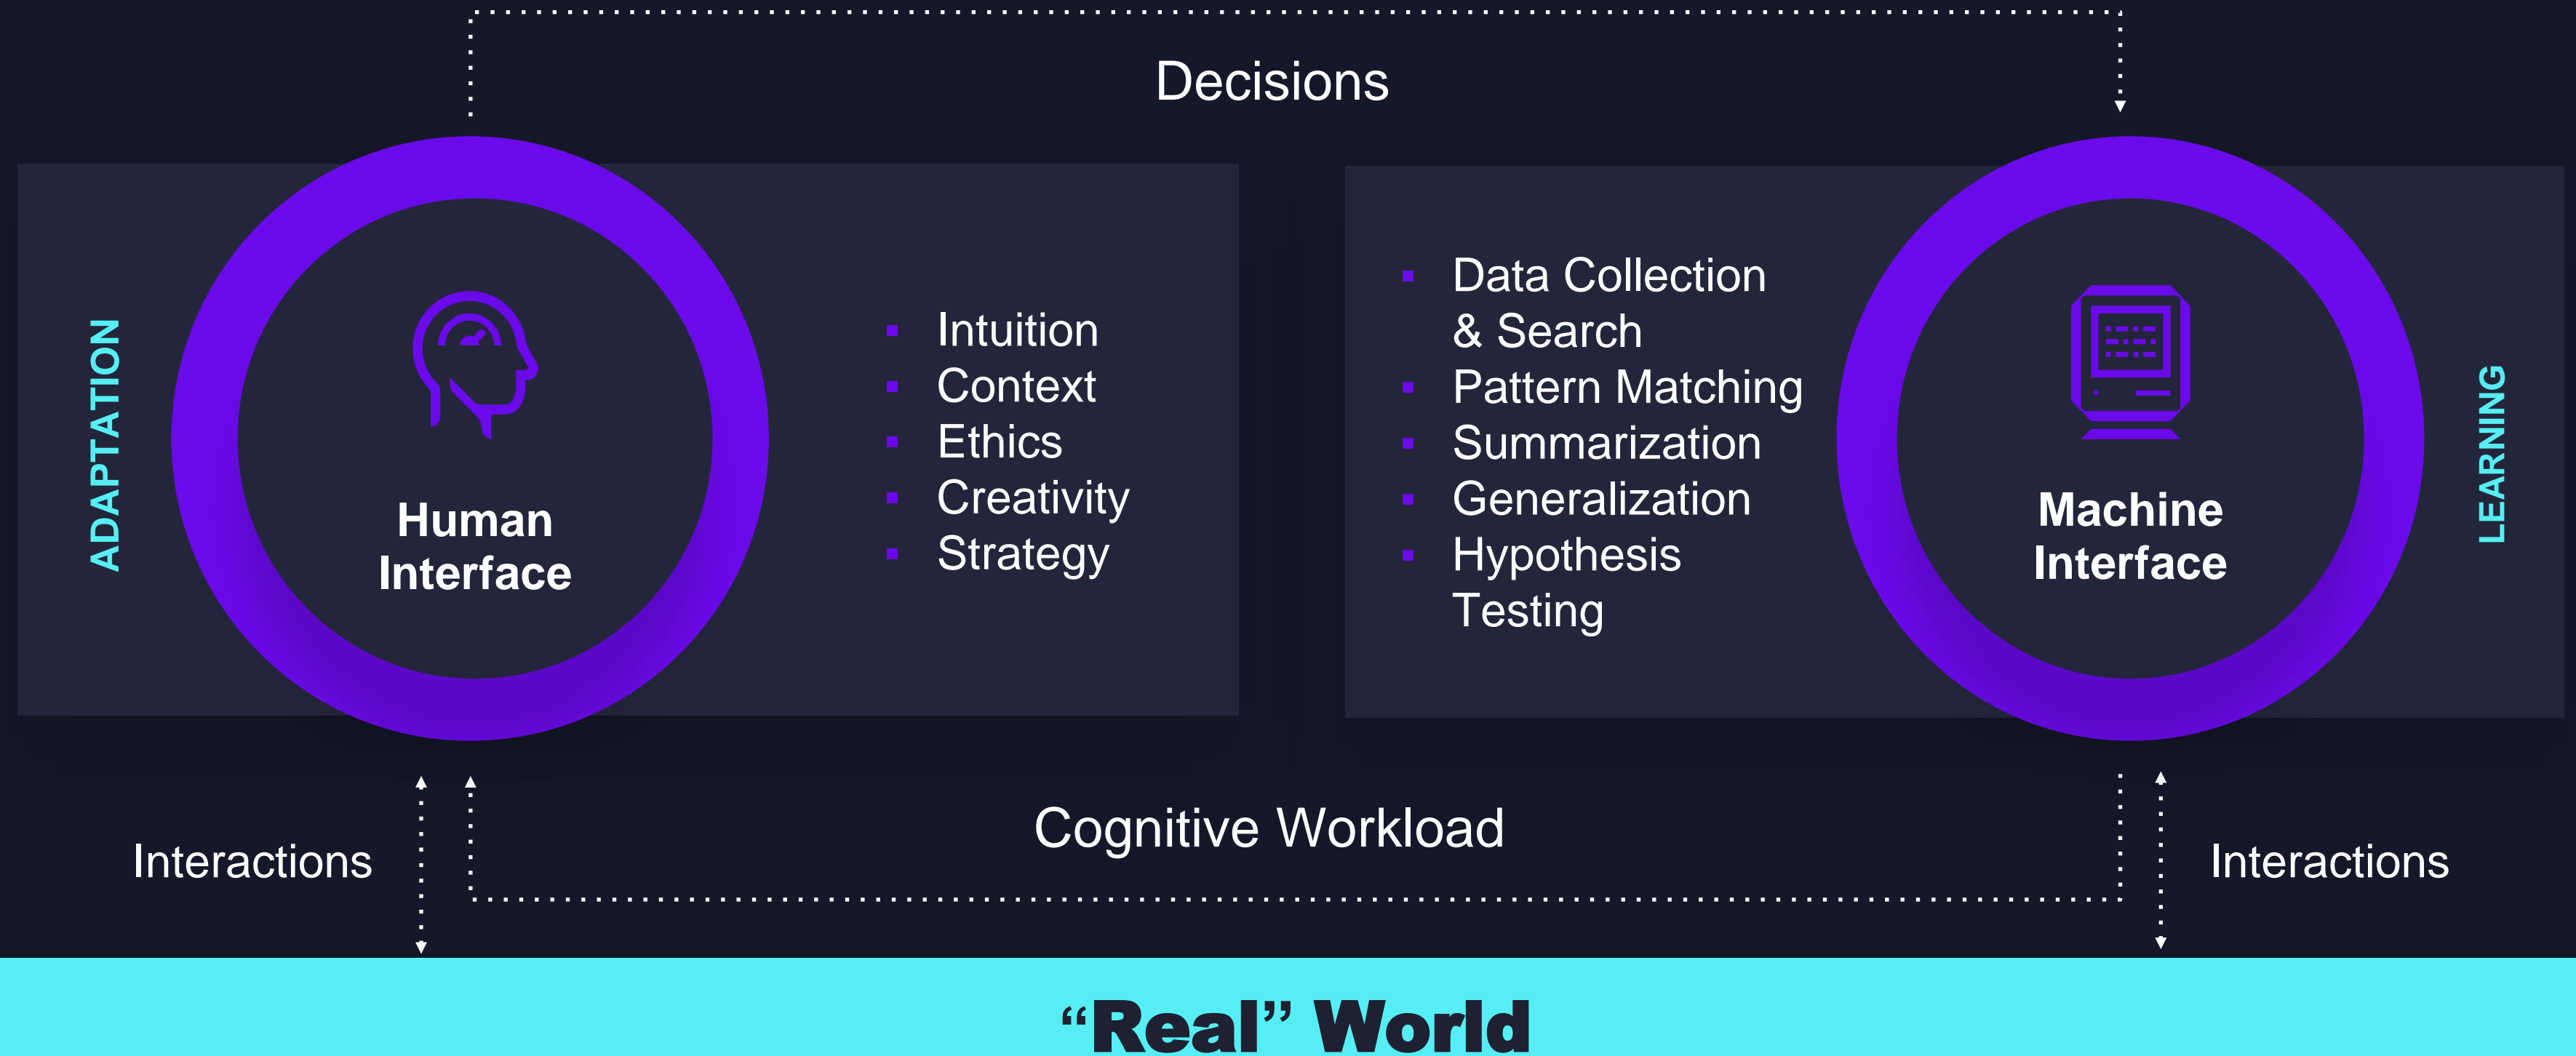 Decisions
ADAPTATION
Human
Interface
Intuition
Context
Ethics
Creativity
Strategy
Data Collection
& Search
Pattern Matching
Summarization
Generalization
Hypothesis
Testing
Machine
Interface
LEARNING
Interactions
Cognitive Workload
Interactions
“Real” World